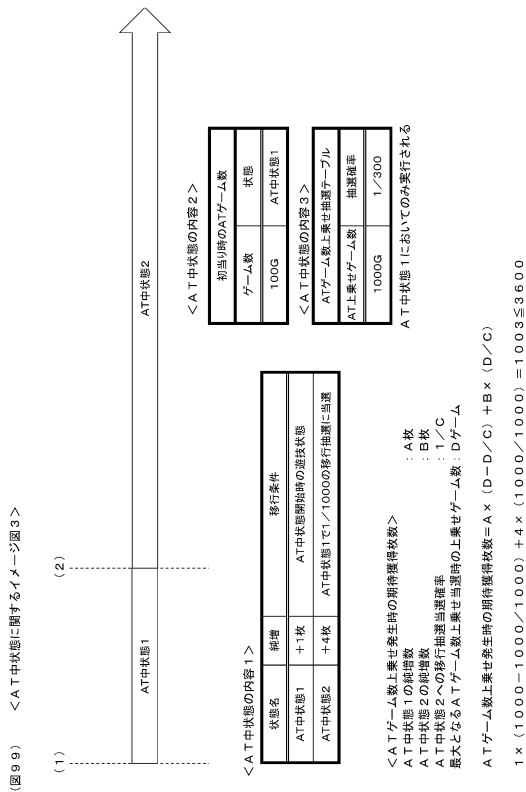 (図99)　<AT中状態に関するイメージ図3>
(1)
(2)
AT中状態1
AT中状態2
<AT中状態の内容1>
状態名　純増　移行条件
AT中状態1　+1枚　AT中状態開始時の遊技状態
AT中状態2　+4枚　AT中状態1で1/1000の移行抽選に当選
<AT中状態の内容2>
初当り時のATゲーム数
ゲーム数　状態
100G　AT中状態1
<AT中状態の内容3>
ATゲーム数上乗せ抽選テーブル
AT上乗せゲーム数　抽選確率
1000G　1/300
AT中状態1においてのみ実行される
<ATゲーム数上乗せ発生時の期待獲得枚数>
AT中状態1の純増数　：A枚
AT中状態2の純増数　：B枚
AT中状態2への移行抽選当選確率　：1/C
最大となるATゲーム数上乗せ当選時の上乗せゲーム数：Dゲーム
ATゲーム数上乗せ発生時の期待獲得枚数=A×(D-D/C)+B×(D/C)
1×(1000-1000/1000)+4×(1000/1000)=1003≦3600